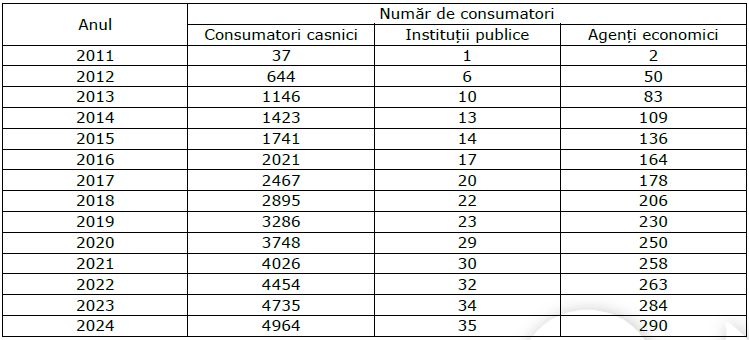 Anul Număr de consumatori
Consumatori casnici Instituții publice Agenți economici
2011 37 1 2
2012 644 6 50
2013 1146 10 83
2014 1423 13 109
2015 1741 14 136
2016 2021 17 164
2017 2467 20 178
2018 2895 22 206
2019 3286 23 230
2020 3748 29 250
2021 4026 30 258
2022 4454 32 263
2023 4735 34 284
2024 4964 35 290